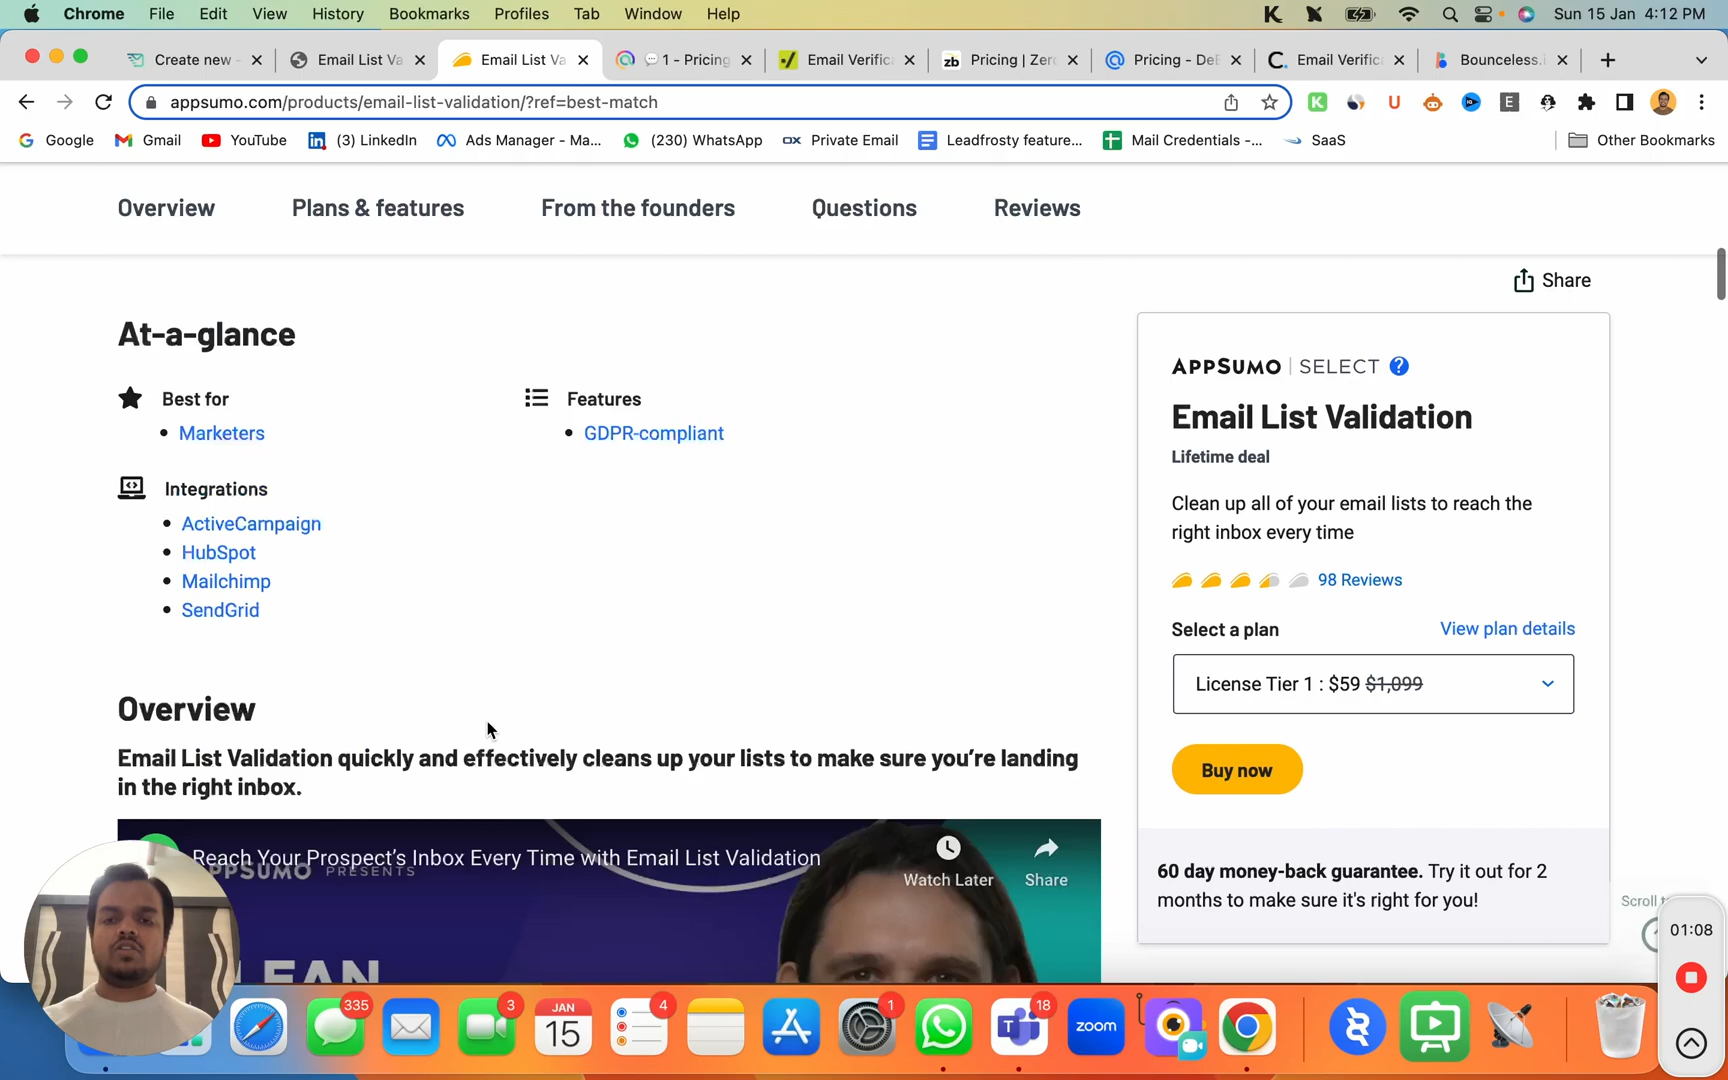 Chrome File Edit View History Bookmarks Profiles Tab Window Help Sun 15 Jan 4:12 PM
Create new Email List Va Email List Va 1 - Pricing Email Verific zb Pricing | Zer Pricing - De Email Verific Bounceless.
appsumo.com/products/email-list-validation/?ref=best-match
Google Gmail YouTube (3) LinkedIn Ads Manager - Ma... (230) WhatsApp OX Private Email Leadfrosty feature... Mail Credentials -... SaaS Other Bookmarks
Overview Plans & features From the founders Questions Reviews
Share
At-a-glance
Best for
Marketers
Features
GDPR-compliant
Integrations
ActiveCampaign
HubSpot
Mailchimp
SendGrid
Overview
Email List Validation quickly and effectively cleans up your lists to make sure you're landing
in the right inbox.
Reach Your Prospect's Inbox Every Time with Email List Validation
PRESENTS
Watch Later Share
APPSUMO | SELECT ?
Email List Validation
Lifetime deal
Clean up all of your email lists to reach the
right inbox every time
98 Reviews
Select a plan View plan details
License Tier 1 : $59 $1,099
Buy now
60 day money-back guarantee. Try it out for 2
months to make sure it's right for you!
Scroll
01:08
335 3 JAN 15 4 1 18 zoom